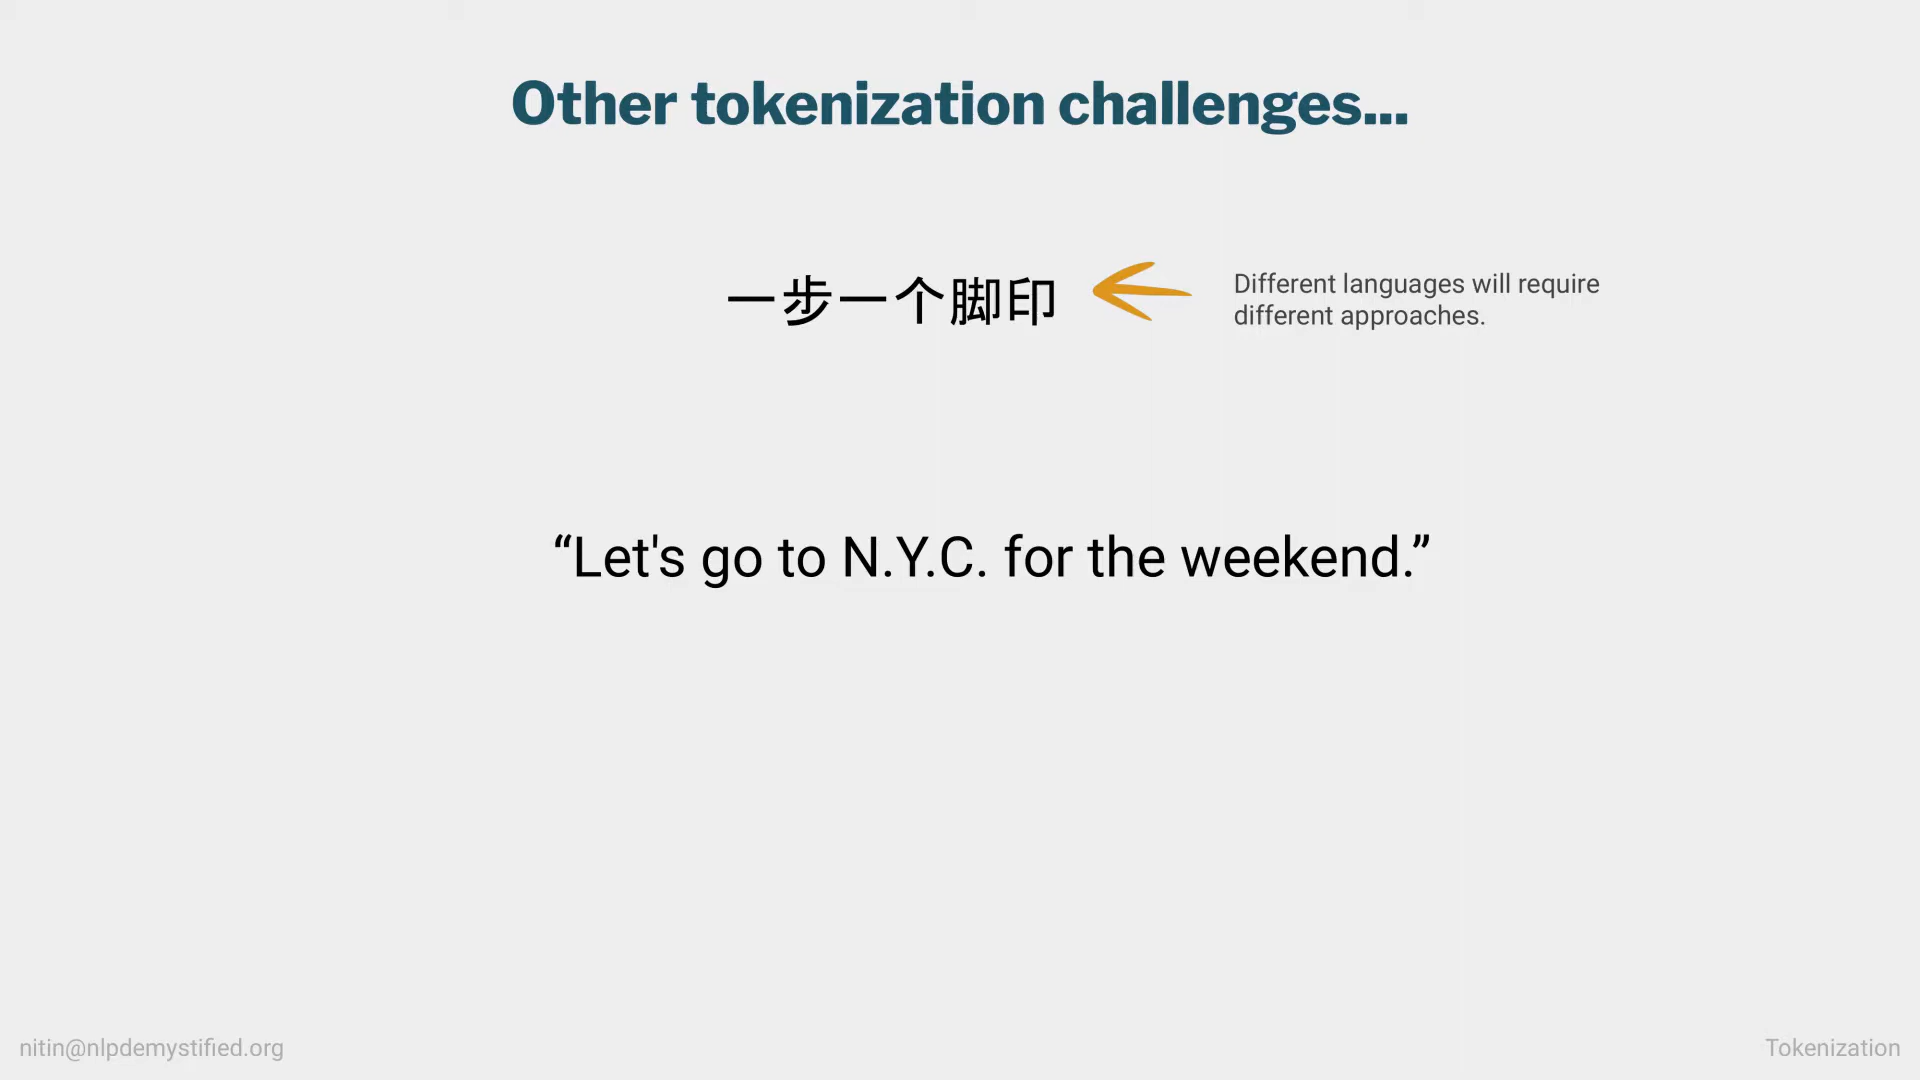 Other tokenization challenges...
一步一个脚印
Different languages will require
different approaches.
“Let's go to N.Y.C. for the weekend.”
nitin@nlpdemystified.org
Tokenization